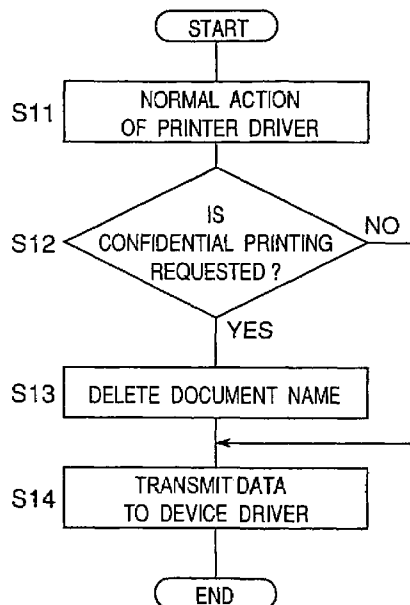 START
S11
NORMAL ACTION
OF PRINTER DRIVER
S12
IS
CONFIDENTIAL PRINTING
REQUESTED ?
NO
YES
S13
DELETE DOCUMENT NAME
S14
TRANSMIT DATA
TO DEVICE DRIVER
END